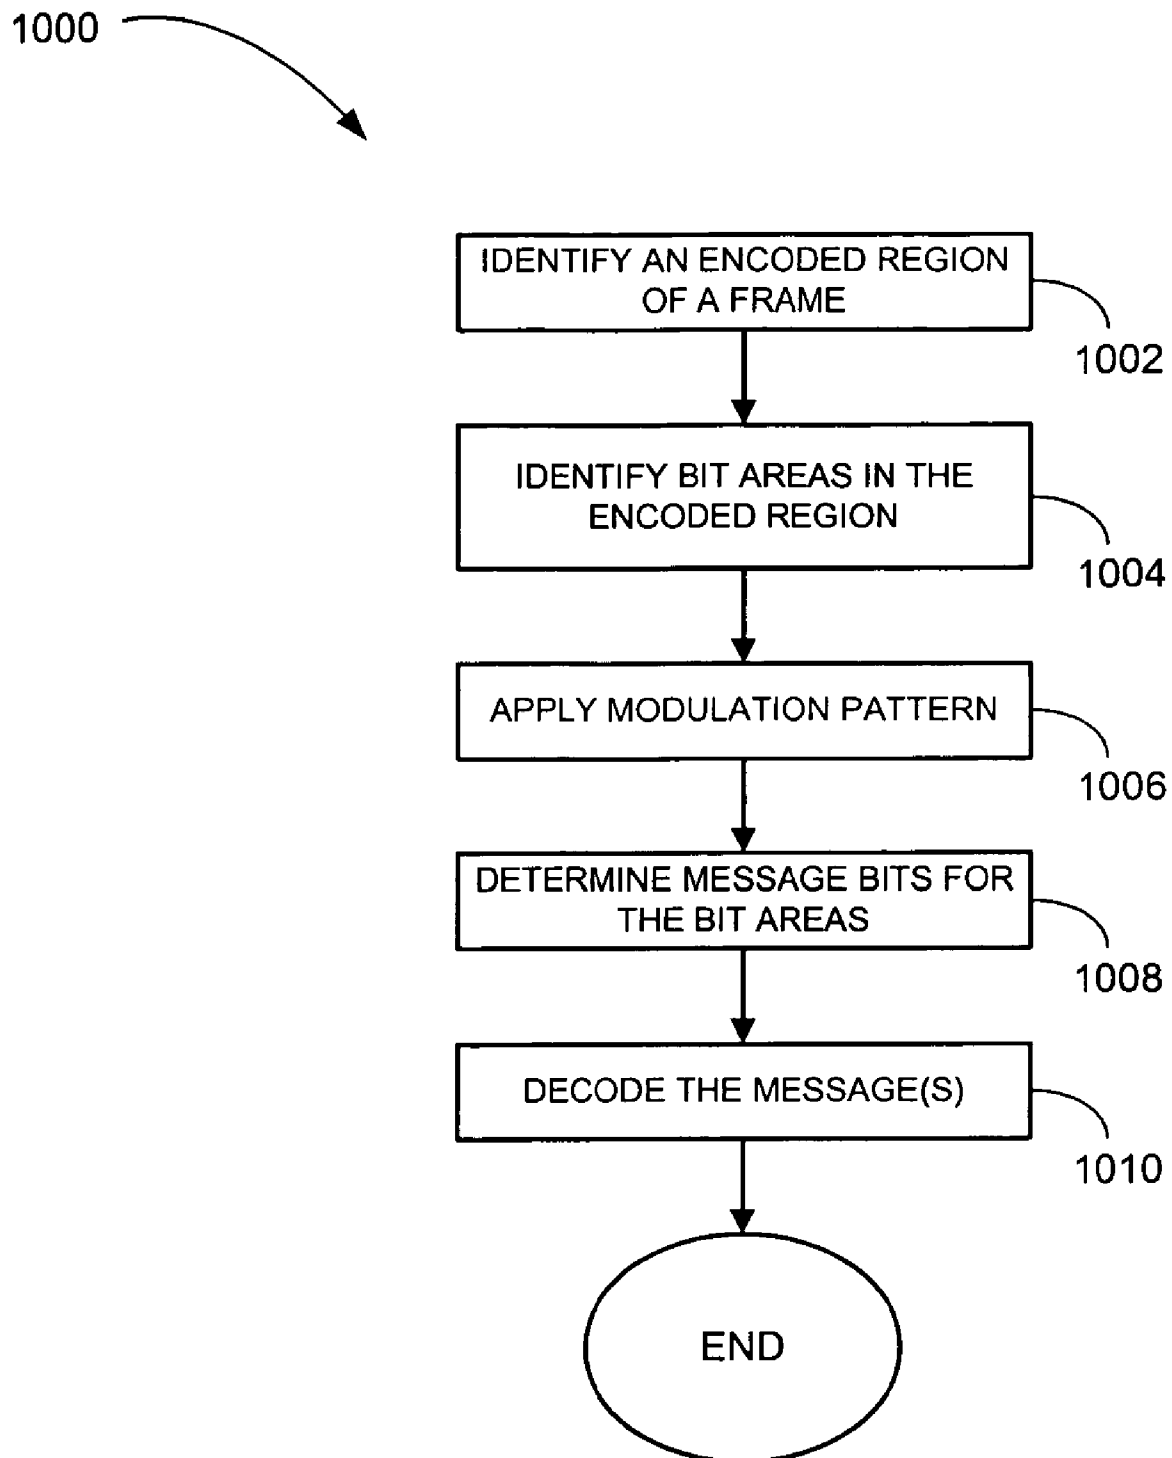 1000
IDENTIFY AN ENCODED REGION
OF A FRAME
1002
IDENTIFY BIT AREAS IN THE
ENCODED REGION
1004
APPLY MODULATION PATTERN
1006
DETERMINE MESSAGE BITS FOR
THE BIT AREAS
1008
DECODE THE MESSAGE(S)
1010
END